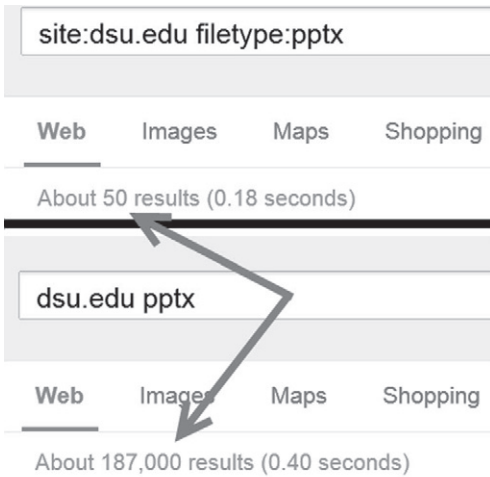 site:dsu.edu filetype:pptx
Web Images Maps Shopping
About 50 results (0.18 seconds)
dsu.edu pptx
Web Images Maps Shopping
About 187,000 results (0.40 seconds)